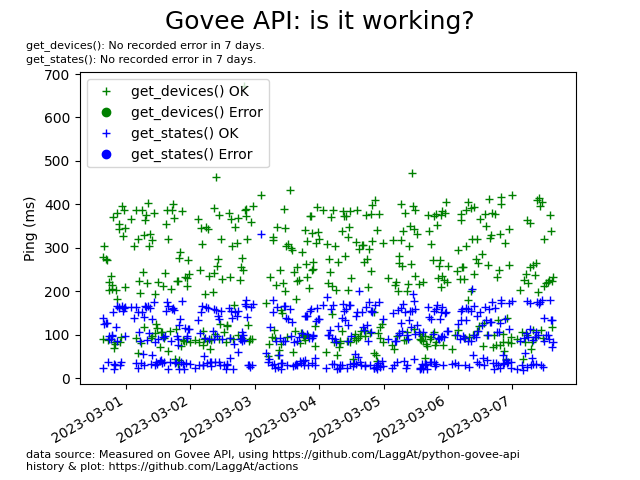 Govee API: is it working?
get_devices(): No recorded error in 7 days.
get_states(): No recorded error in 7 days.
700
600
500
400
300
200
100
0
Ping (ms)
get_devices() OK
get_devices() Error
get_states() OK
get_states() Error
2023-03-01
2023-03-02
2023-03-03
2023-03-04
2023-03-05
2023-03-06
2023-03-07
data source: Measured on Govee API, using https://github.com/LaggAt/python-govee-api
history & plot: https://github.com/LaggAt/actions